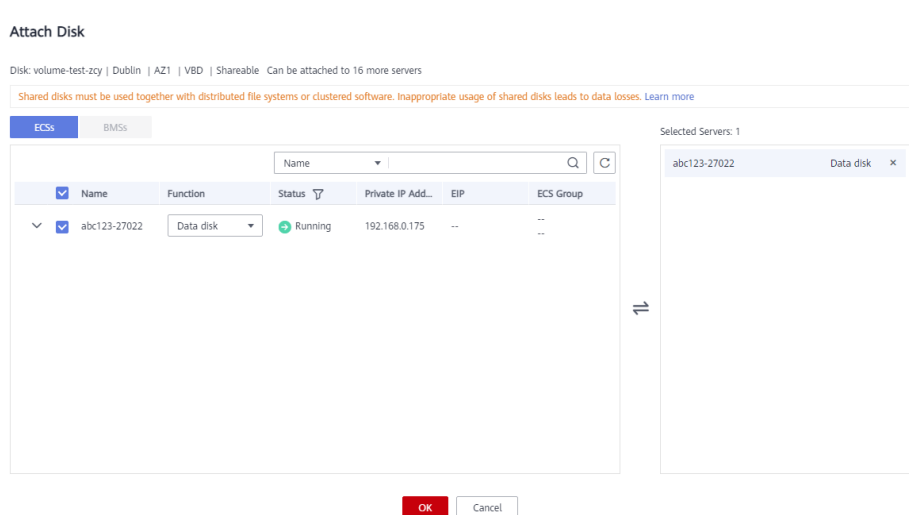 Attach Disk
Disk: volume-test-zcy | Dublin | AZ1 | VBD | Shareable Can be attached to 16 more servers
Shared disks must be used together with distributed file systems or clustered software. Inappropriate usage of shared disks leads to data losses. Learn more
ECSs BMSs
Selected Servers: 1
Name
abc123-27022 Data disk ×
Name Function Status Private IP Add... EIP ECS Group
abc123-27022 Data disk Running 192.168.0.175 -- --
--
OK Cancel